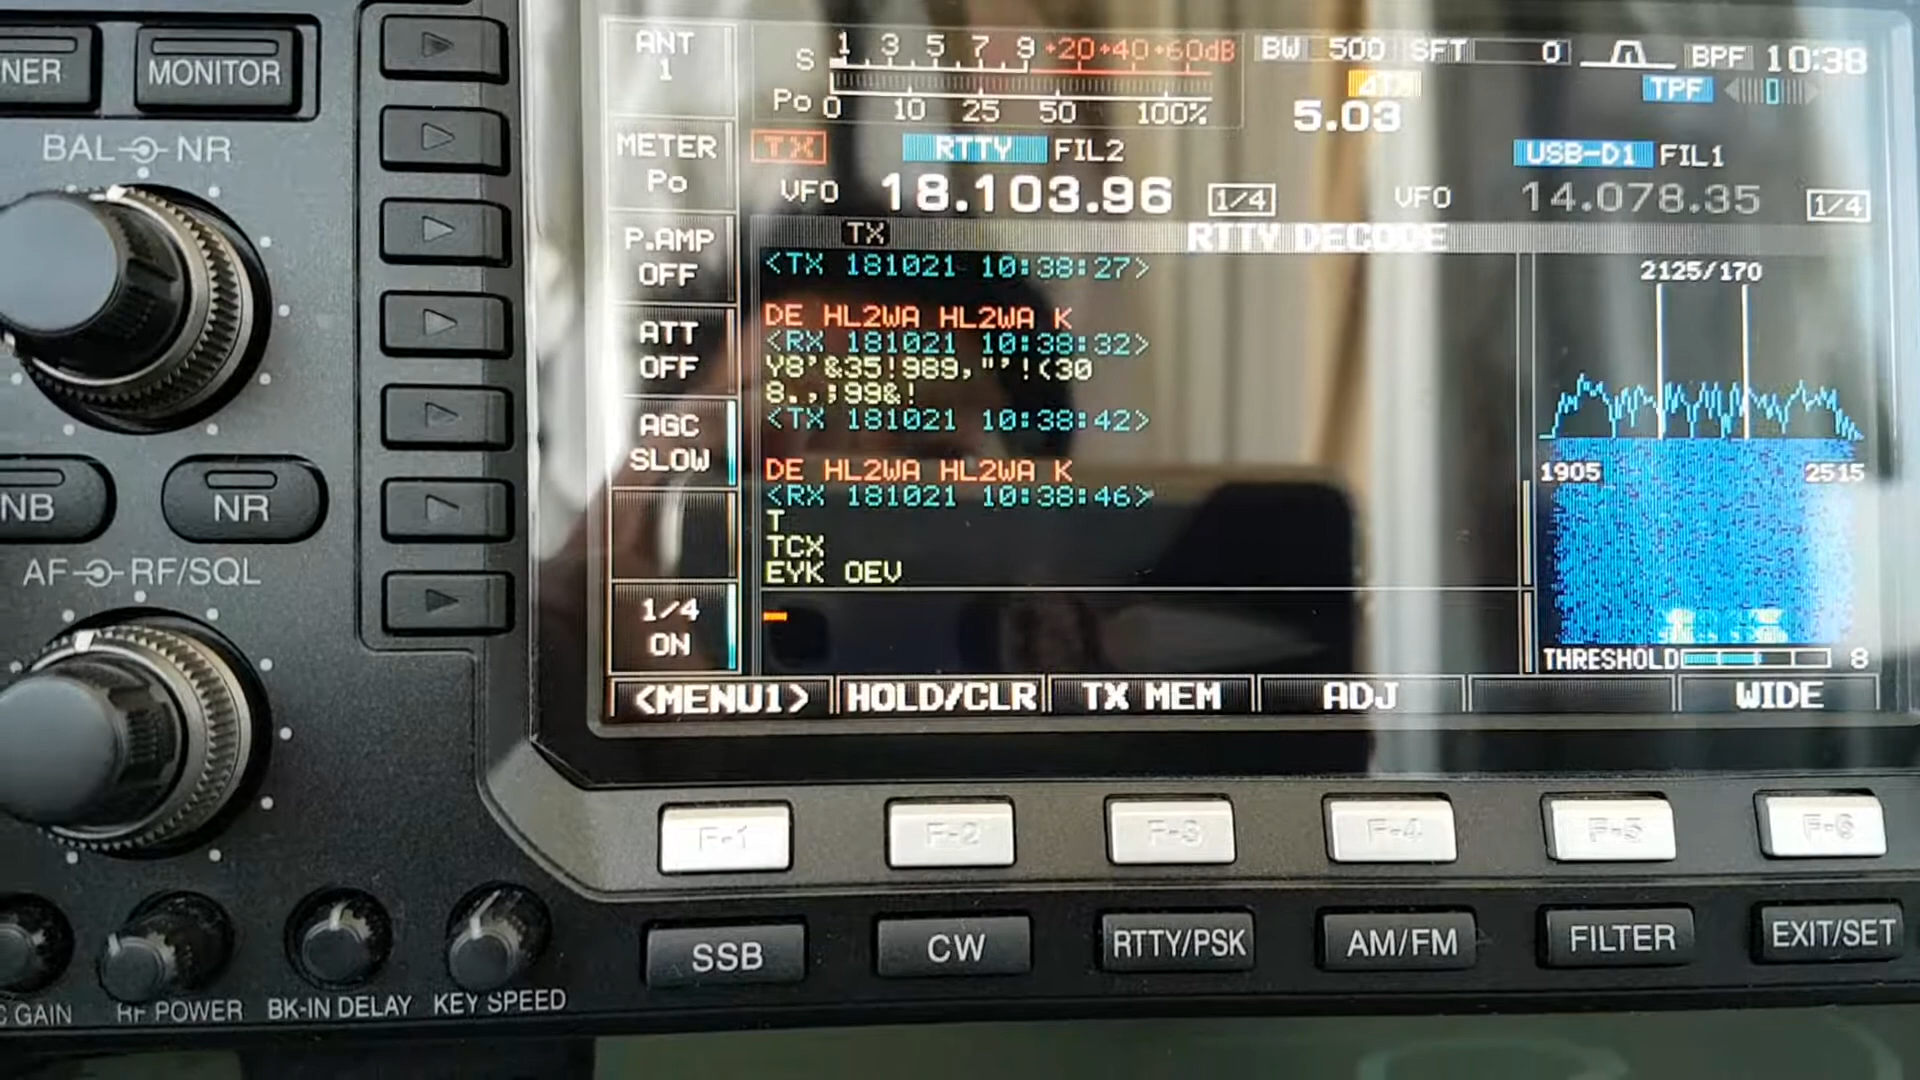 NER
MONITOR
BAL NR
NB
NR
AF RF/SQL
C GAIN
RF POWER
BK-IN DELAY
KEY SPEED
ANT
1
METER
Po
P.AMP
OFF
ATT
OFF
AGC
SLOW
1/4
ON
S 1 3 5 7 9 +20+40+60dB
Po 0 10 25 50 100%
BW 500 SFT 0 BPF 10:38
TPF
5.03
TX RTTY FIL2
USB-D1 FIL1
VFO 18.103.96 1/4
VFO 14.078.35 1/4
TX RTTY DECODE
<TX 181021 10:38:27>
DE HL2WA HL2WA K
<RX 181021 10:38:32>
Y8'&35!989,"'!(30
8.,;99&!
<TX 181021 10:38:42>
DE HL2WA HL2WA K
<RX 181021 10:38:46>
T
TCX
EYK OEV
2125/170
1905 2515
THRESHOLD 8
<MENU1> HOLD/CLR TX MEM ADJ WIDE
F-1 F-2 F-3 F-4 F-5 F-6
SSB CW RTTY/PSK AM/FM FILTER EXIT/SET